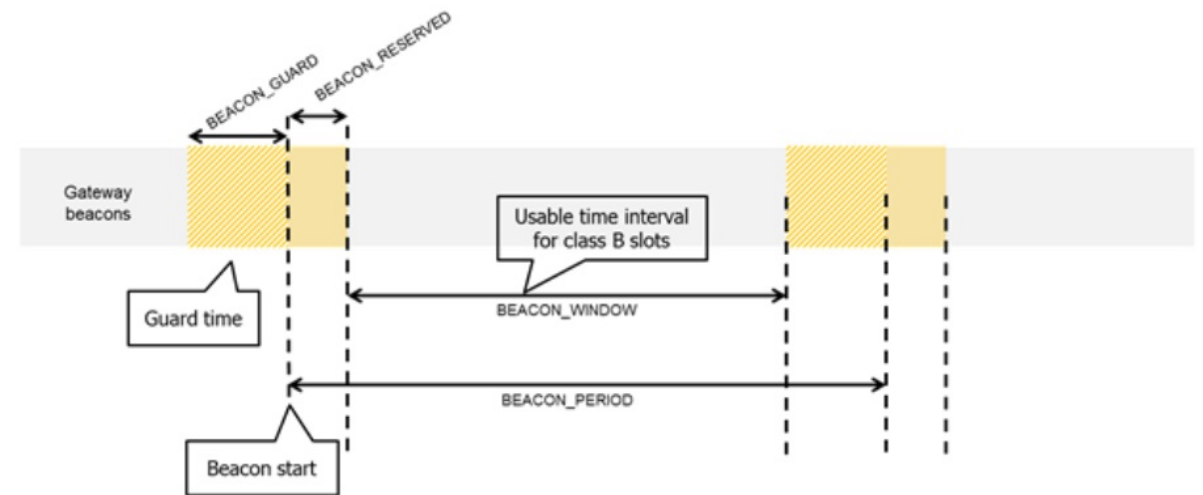 BEACON_GUARD
BEACON_RESERVED
Gateway
beacons
Usable time interval
for class B slots
Guard time
BEACON_WINDOW
BEACON_PERIOD
Beacon start